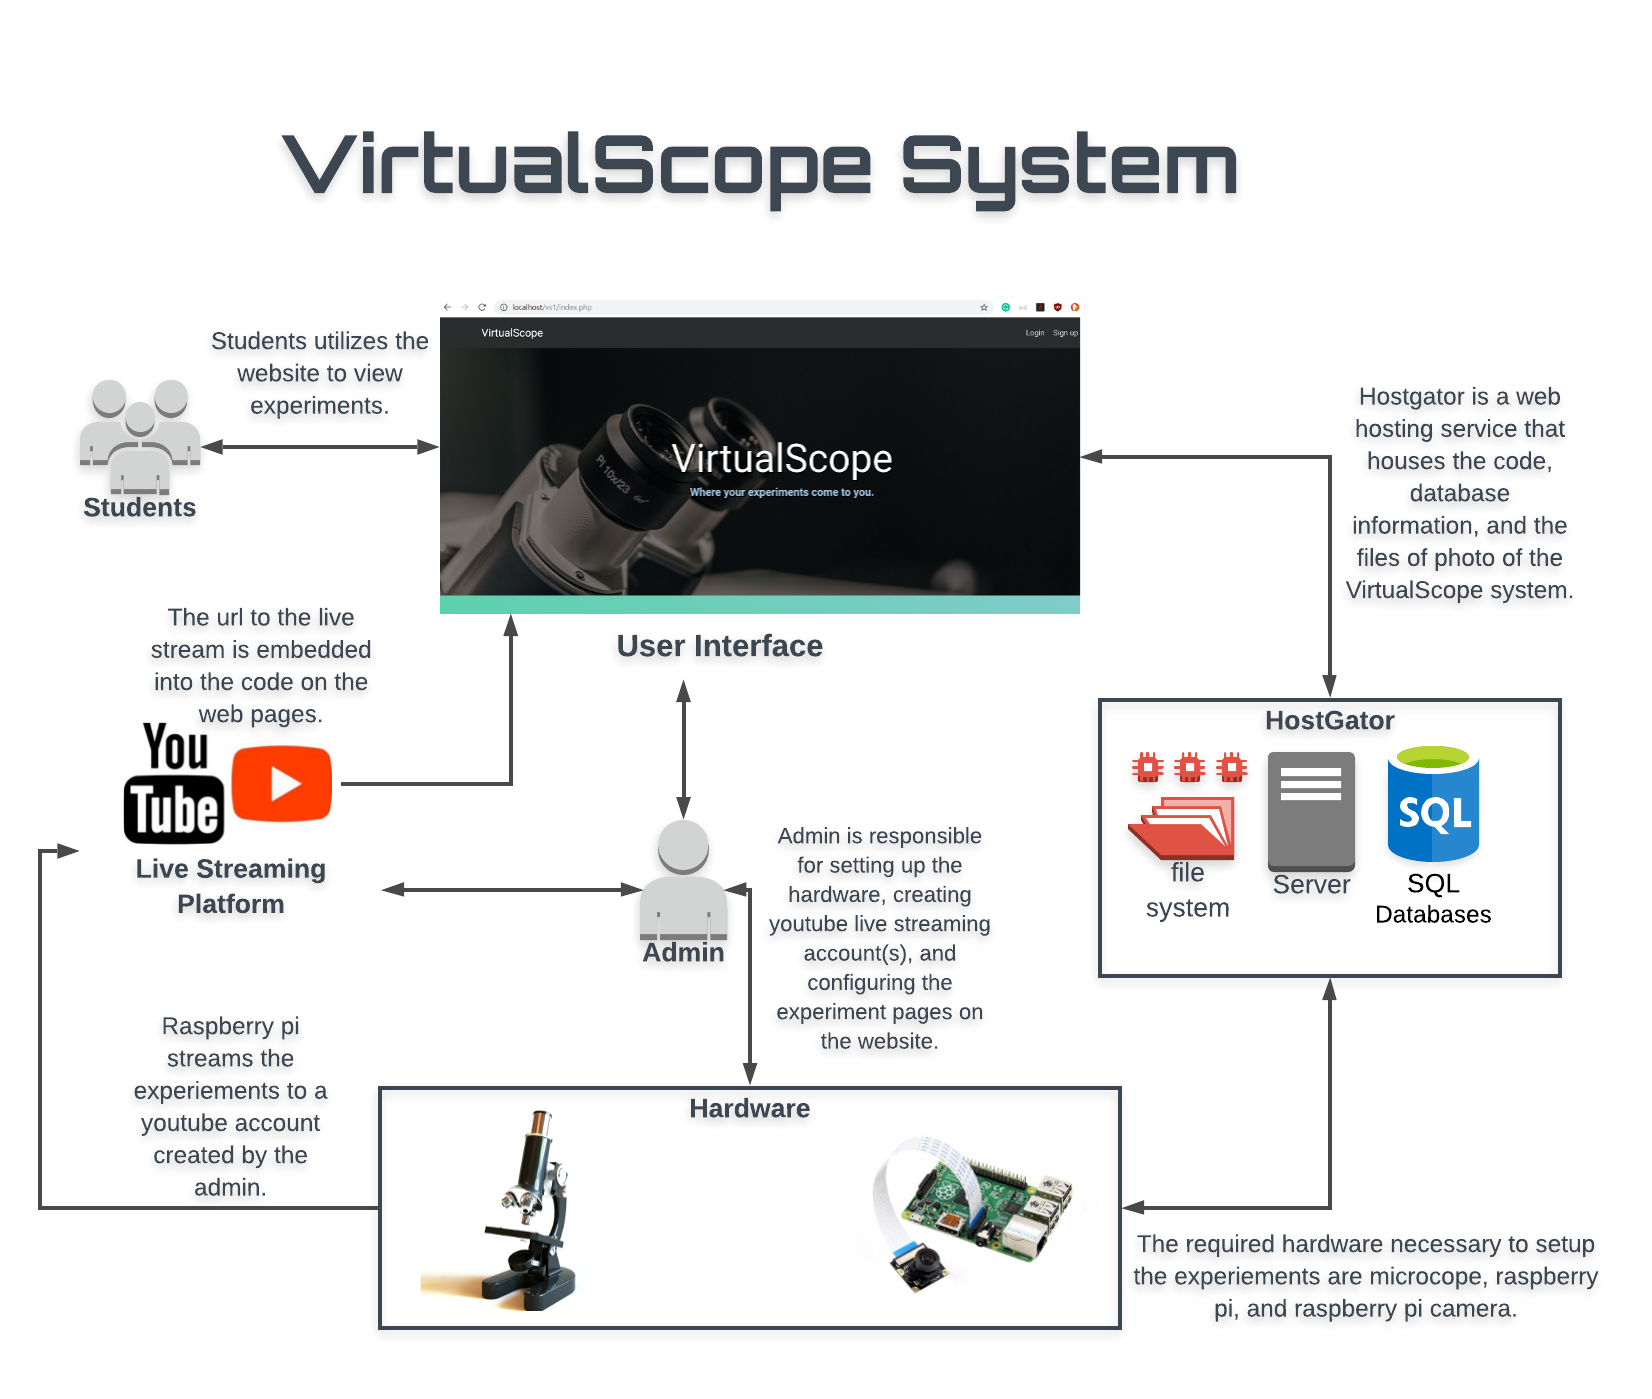 VirtualScope System
localhost/vs1/index.php
VirtualScope
Login Sign up
Students utilizes the
website to view
experiments.
Students
PI 10x/23
VirtualScope
Where your experiments come to you.
User Interface
Hostgator is a web
hosting service that
houses the code,
database
information, and the
files of photo of the
VirtualScope system.
The url to the live
stream is embedded
into the code on the
web pages.
You
Tube
Live Streaming
Platform
HostGator
file
system
Server
SQL
SQL
Databases
Admin
Admin is responsible
for setting up the
hardware, creating
youtube live streaming
account(s), and
configuring the
experiment pages on
the website.
Raspberry pi
streams the
experiements to a
youtube account
created by the
admin.
Hardware
The required hardware necessary to setup
the experiements are microcope, raspberry
pi, and raspberry pi camera.